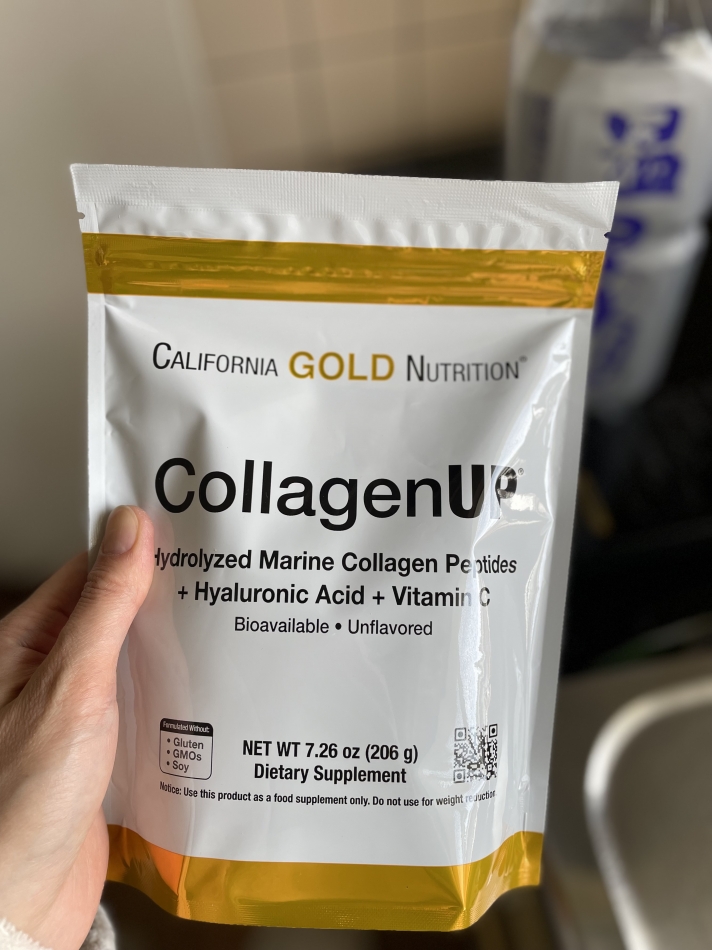 CALIFORNIA GOLD NUTRITION®
CollagenUP®
Hydrolyzed Marine Collagen Peptides
+ Hyaluronic Acid + Vitamin C
Bioavailable • Unflavored
Formulated Without:
• Gluten
• GMOs
• Soy
NET WT 7.26 oz (206 g)
Dietary Supplement
Notice: Use this product as a food supplement only. Do not use for weight reduction.